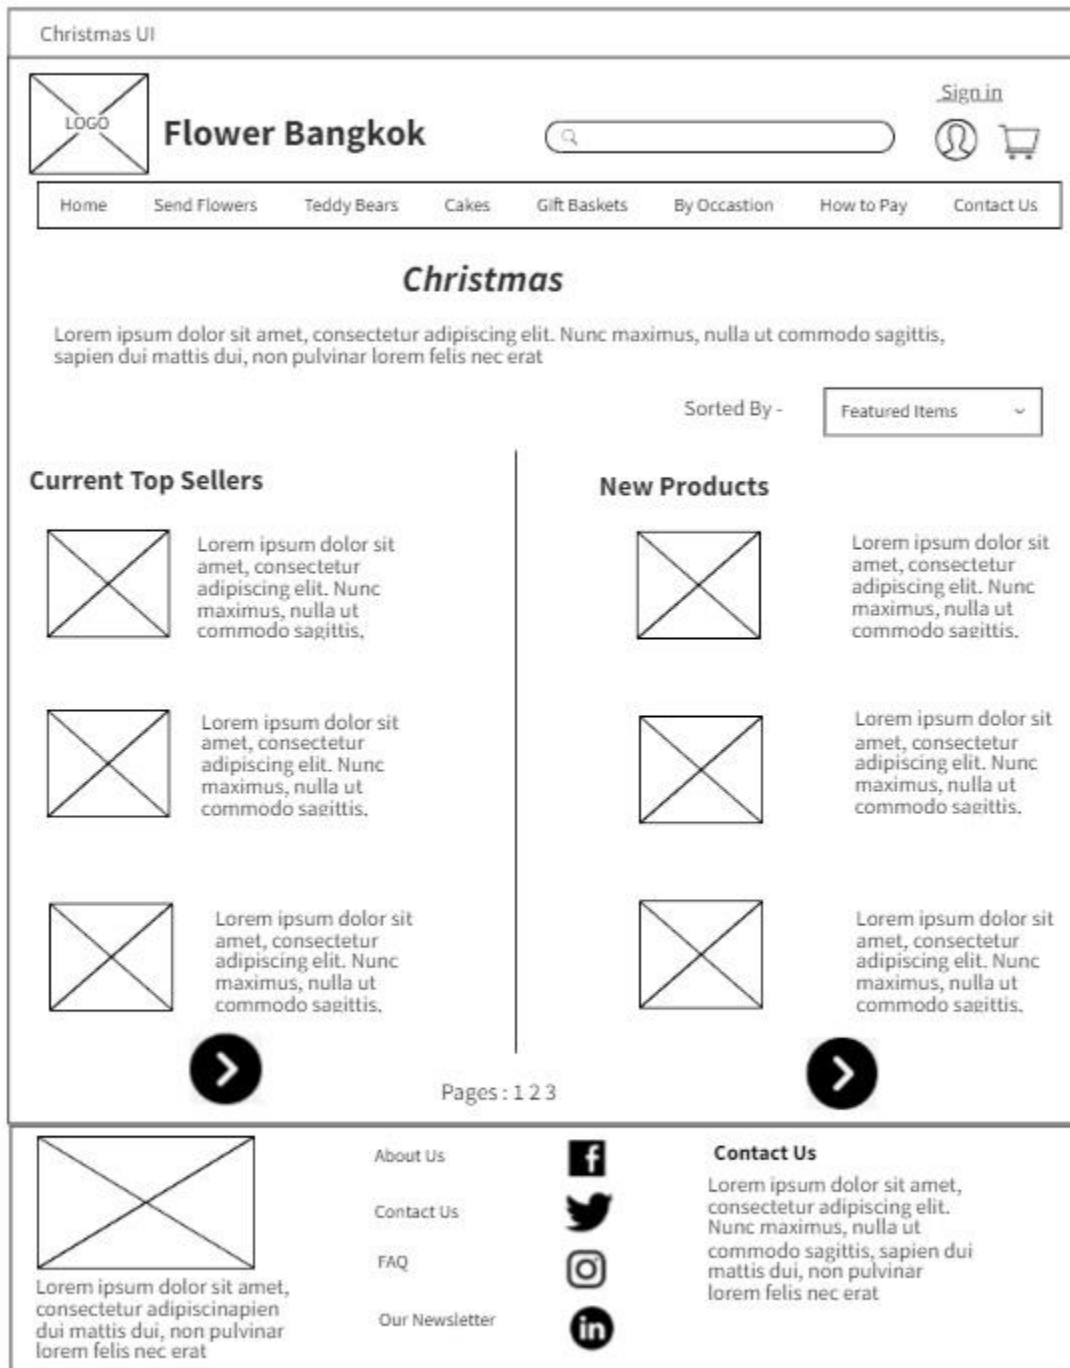 Christmas UI
LOGO
Flower Bangkok
Sign in
Home Send Flowers Teddy Bears Cakes Gift Baskets By Occastion How to Pay Contact Us
Christmas
Lorem ipsum dolor sit amet, consectetur adipiscing elit. Nunc maximus, nulla ut commodo sagittis,
sapien dui mattis dui, non pulvinar lorem felis nec erat
Sorted By - Featured Items
Current Top Sellers
Lorem ipsum dolor sit
amet, consectetur
adipiscing elit. Nunc
maximus, nulla ut
commodo sagittis,
Lorem ipsum dolor sit
amet, consectetur
adipiscing elit. Nunc
maximus, nulla ut
commodo sagittis,
Lorem ipsum dolor sit
amet, consectetur
adipiscing elit. Nunc
maximus, nulla ut
commodo sagittis,
New Products
Lorem ipsum dolor sit
amet, consectetur
adipiscing elit. Nunc
maximus, nulla ut
commodo sagittis,
Lorem ipsum dolor sit
amet, consectetur
adipiscing elit. Nunc
maximus, nulla ut
commodo sagittis,
Lorem ipsum dolor sit
amet, consectetur
adipiscing elit. Nunc
maximus, nulla ut
commodo sagittis,
Pages : 1 2 3
Lorem ipsum dolor sit amet,
consectetur adipiscinapien
dui mattis dui, non pulvinar
lorem felis nec erat
About Us
Contact Us
FAQ
Our Newsletter
f
in
Contact Us
Lorem ipsum dolor sit amet,
consectetur adipiscing elit.
Nunc maximus, nulla ut
commodo sagittis, sapien dui
mattis dui, non pulvinar
lorem felis nec erat